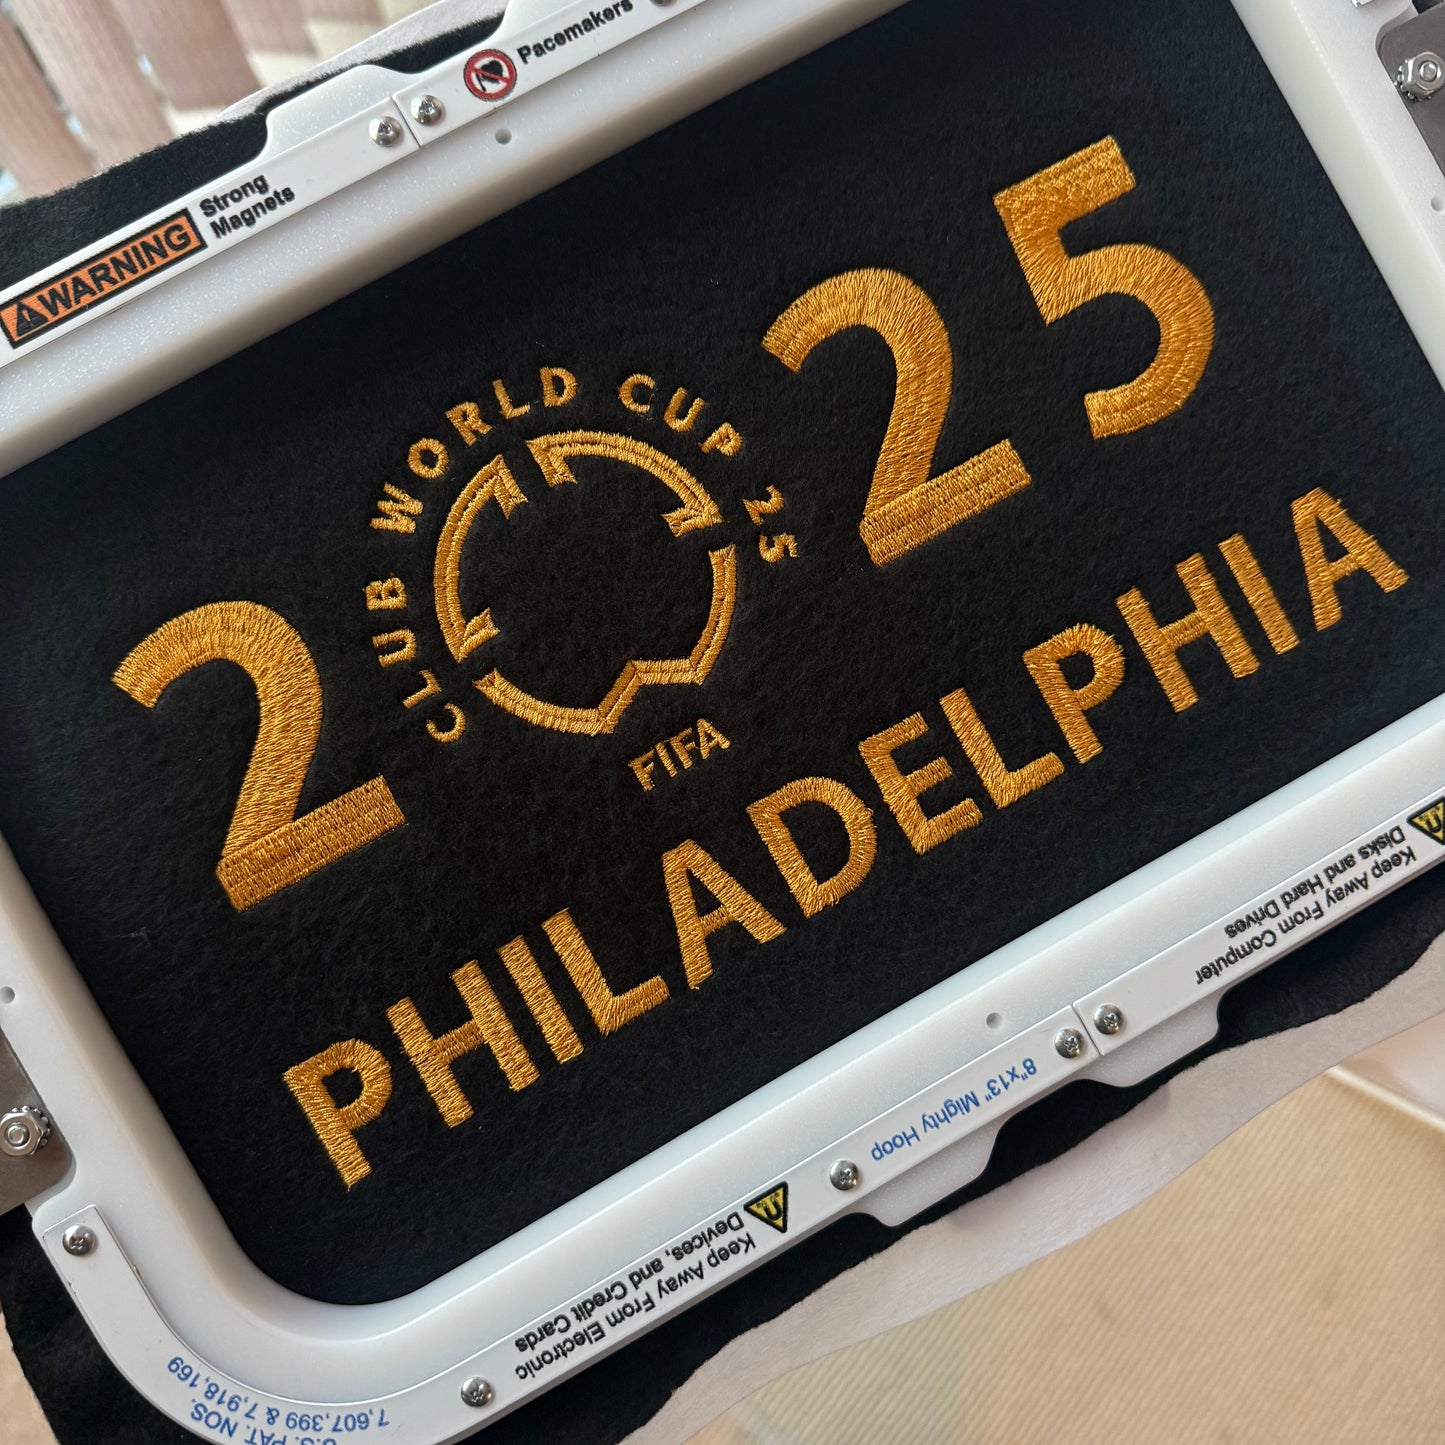 WARNING
Strong
Magnets
Pacemakers
CLUB WORLD CUP 25
2 25
FIFA
PHILADELPHIA
Keep Away From Computer
Disks and Hard Drives
8"x13" Mighty Hoop
Keep Away From Electronic
Devices, and Credit Cards
U.S. PAT. NOS.
7,607,399 & 7,918,169